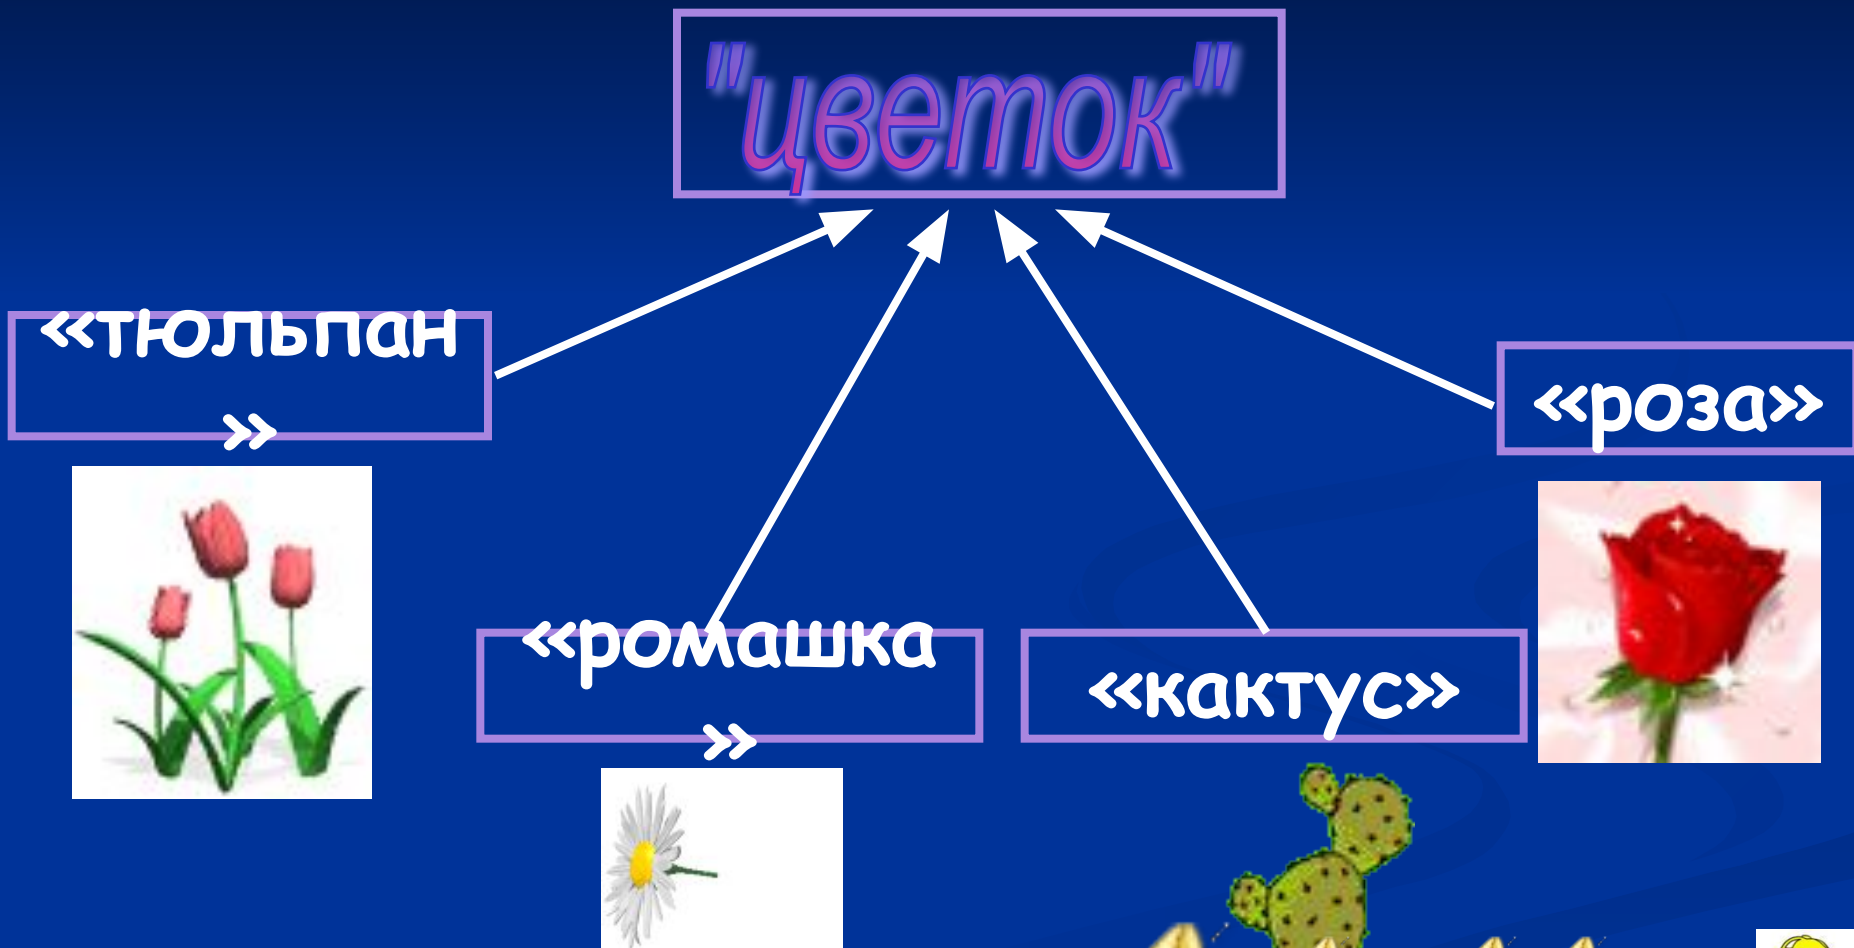 "цветок"
«тюльпан
»
«роза»
«ромашка
»
«кактус»